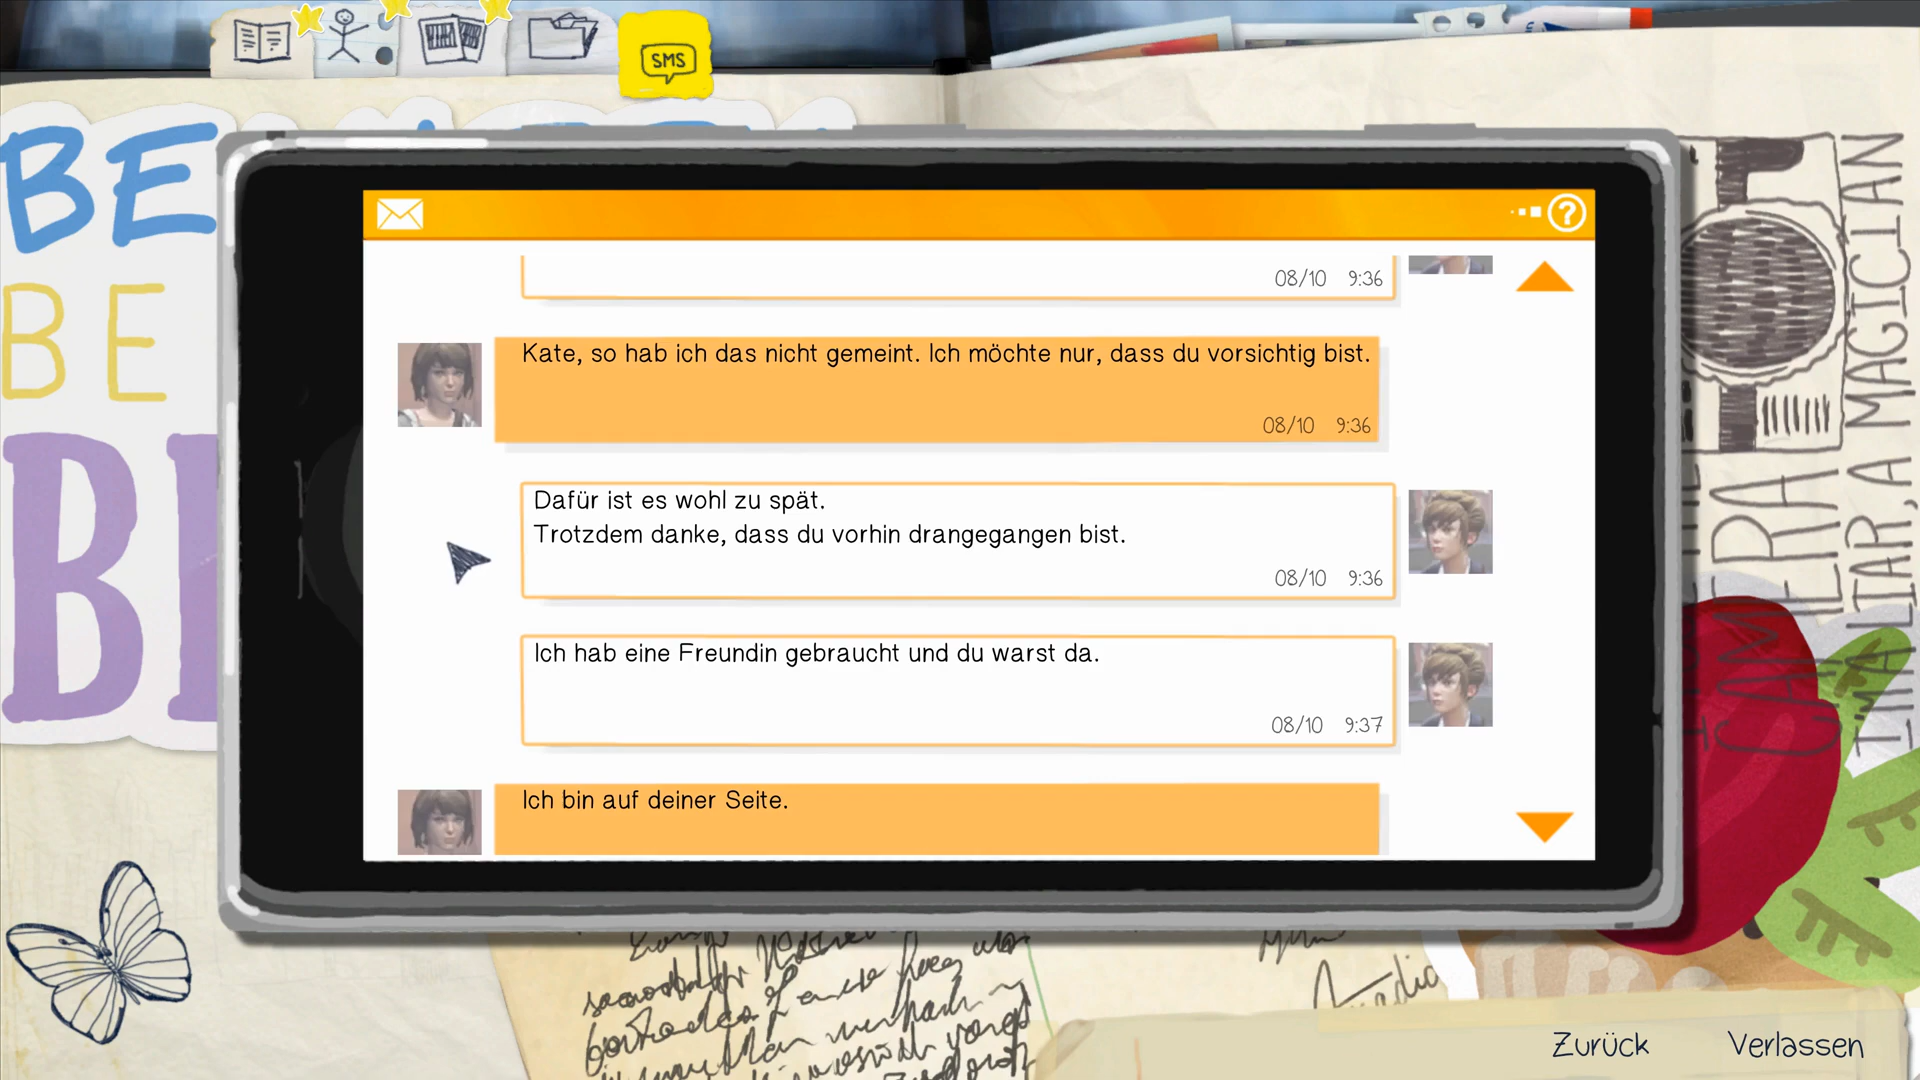 SMS
BE
BE
08/10 9:36
Kate, so hab ich das nicht gemeint. Ich möchte nur, dass du vorsichtig bist.
08/10 9:36
Dafür ist es wohl zu spät.
Trotzdem danke, dass du vorhin drangegangen bist.
08/10 9:36
Ich hab eine Freundin gebraucht und du warst da.
08/10 9:37
Ich bin auf deiner Seite.
CAMERA
LIAR, A MAGICIAN
Zurück Verlassen